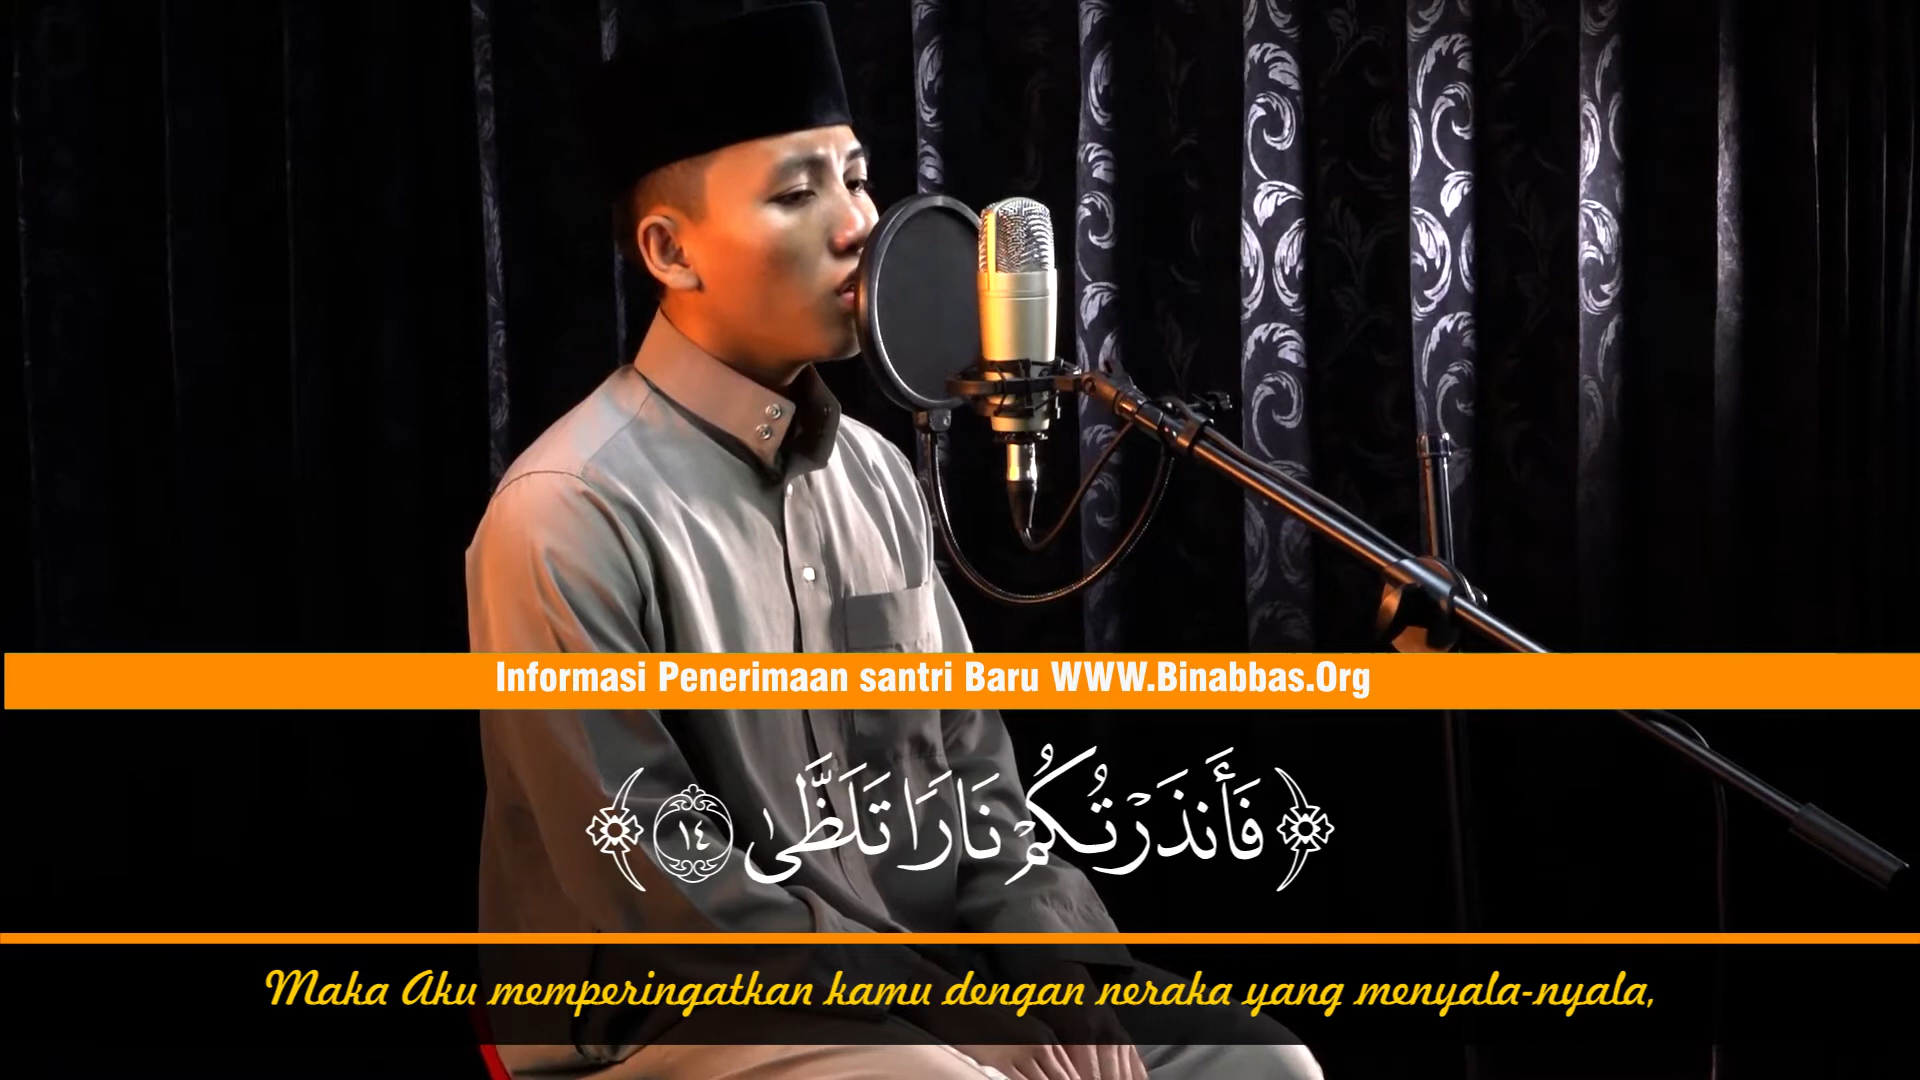 Informasi Penerimaan santri Baru WWW.Binabbas.Org
﴿فَأَنذَرْتُكُمْ نَارًا تَلَظَّىٰ ١٤﴾
Maka Aku memperingatkan kamu dengan neraka yang menyala-nyala,